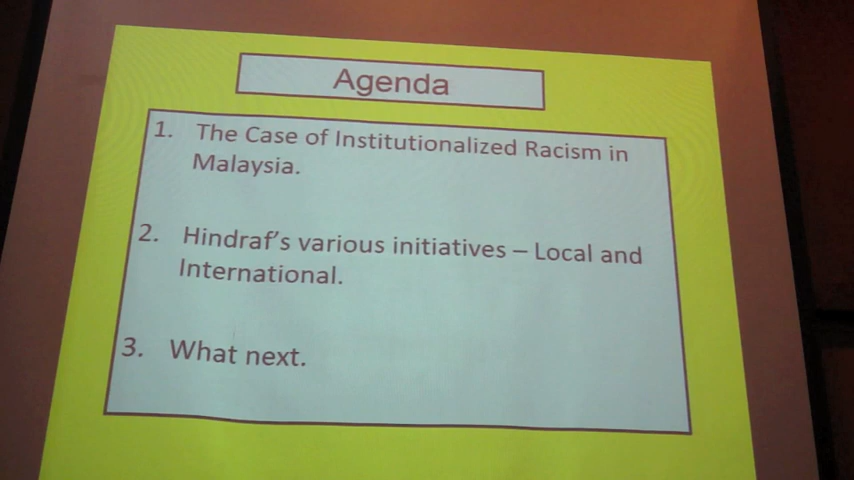 Agenda
1. The Case of Institutionalized Racism in
Malaysia.
2. Hindraf's various initiatives – Local and
International.
3. What next.